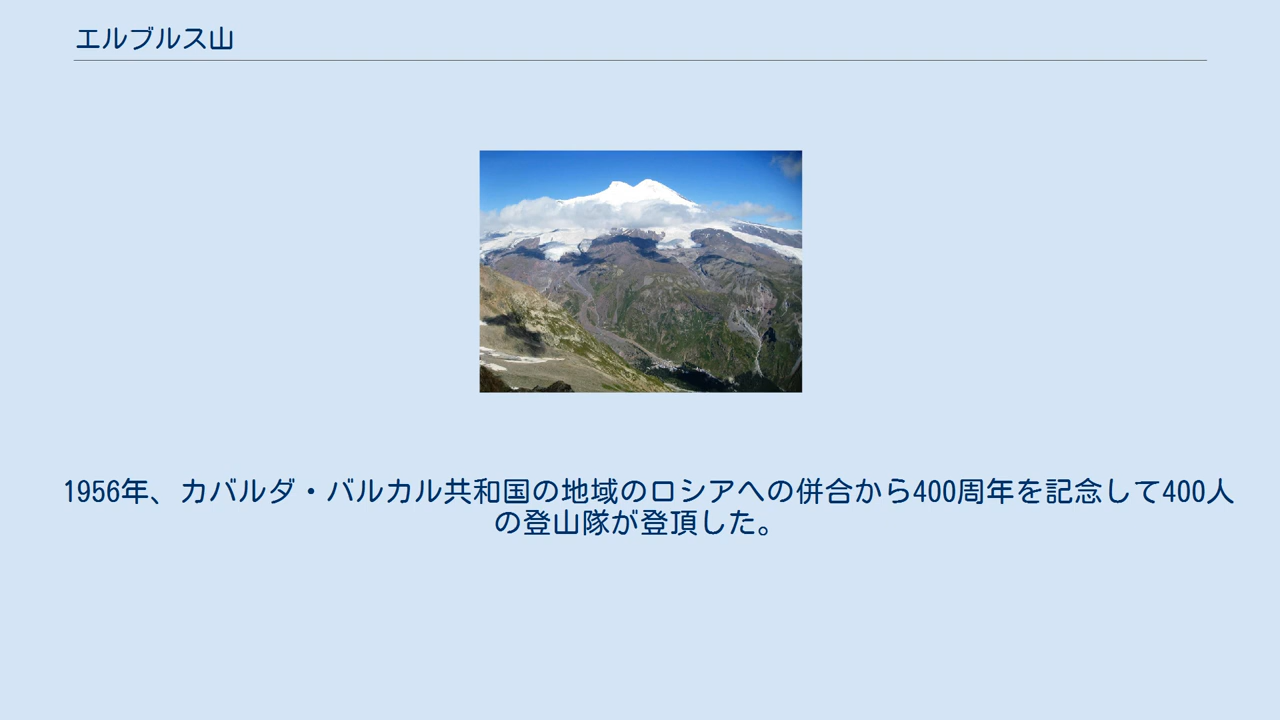 エルブルス山
1956年、カバルダ・バルカル共和国の地域のロシアへの併合から400周年を記念して400人
の登山隊が登頂した。